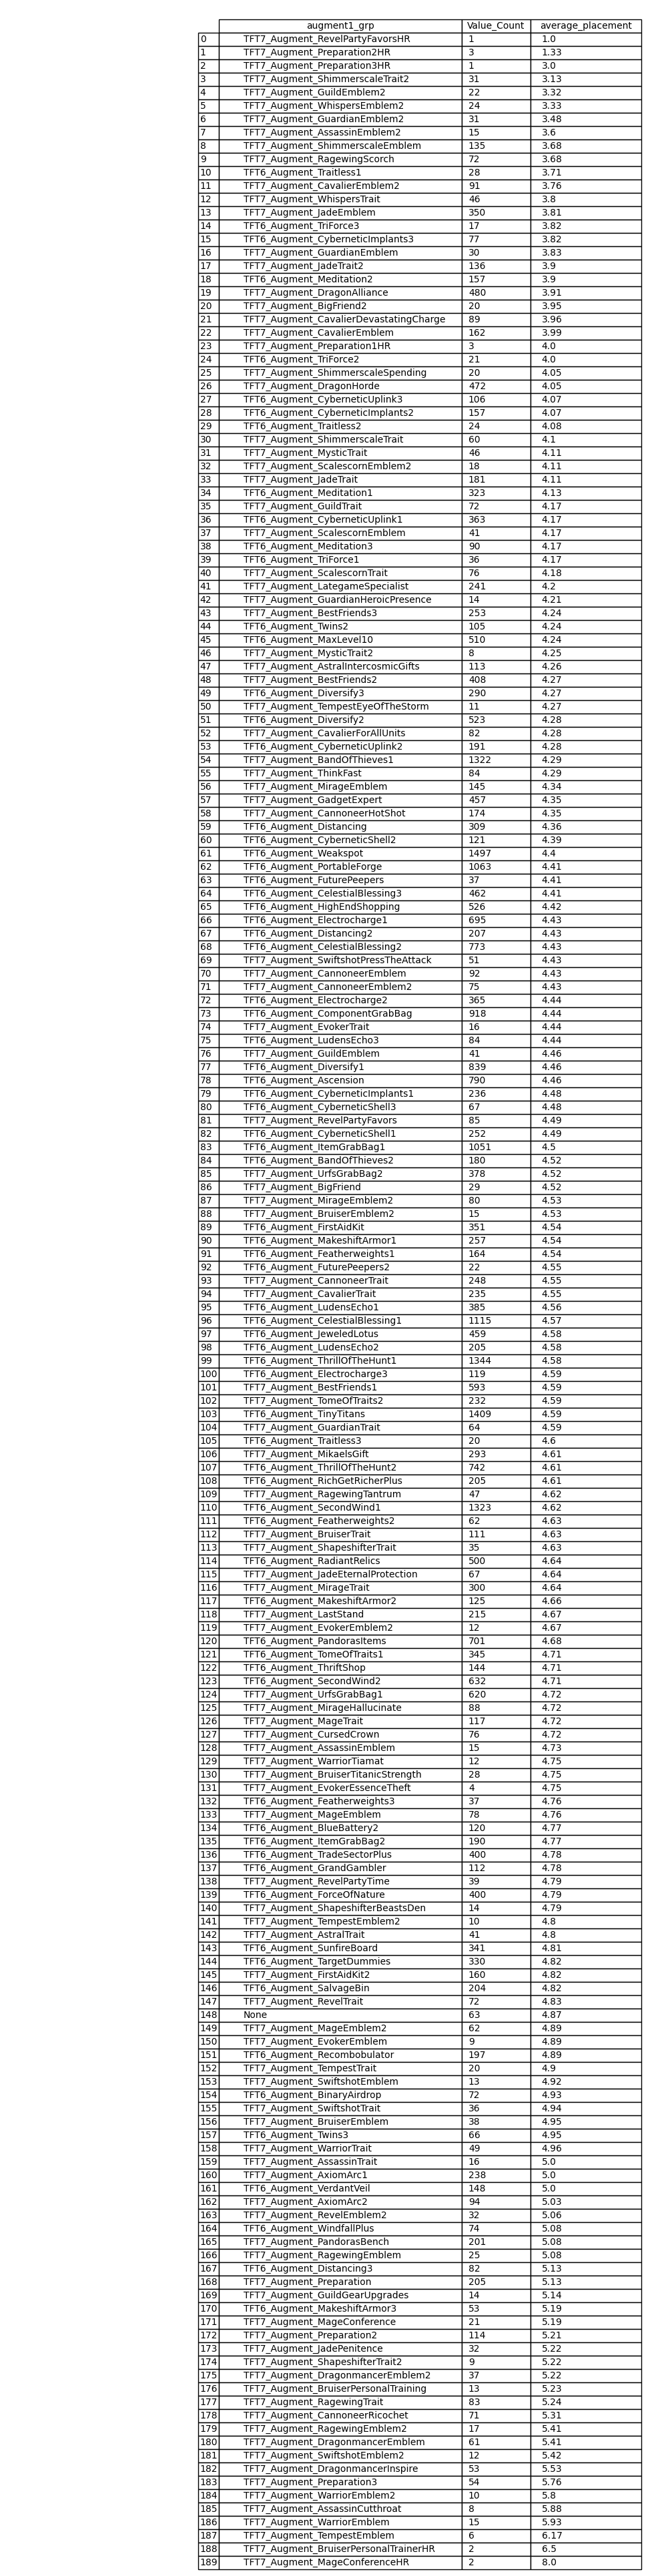 augment1_grp Value_Count average_placement
0 TFT7_Augment_RevelPartyFavorsHR 1 1.0
1 TFT7_Augment_Preparation2HR 3 1.33
2 TFT7_Augment_Preparation3HR 1 3.0
3 TFT7_Augment_ShimmerscaleTrait2 31 3.13
4 TFT7_Augment_GuildEmblem2 22 3.32
5 TFT7_Augment_WhispersEmblem2 24 3.33
6 TFT7_Augment_GuardianEmblem2 31 3.48
7 TFT7_Augment_AssassinEmblem2 15 3.6
8 TFT7_Augment_ShimmerscaleEmblem 135 3.68
9 TFT7_Augment_RagewingScorch 72 3.68
10 TFT6_Augment_Traitless1 28 3.71
11 TFT7_Augment_CavalierEmblem2 91 3.76
12 TFT7_Augment_WhispersTrait 46 3.8
13 TFT7_Augment_JadeEmblem 350 3.81
14 TFT6_Augment_TriForce3 17 3.82
15 TFT6_Augment_CyberneticImplants3 77 3.82
16 TFT7_Augment_GuardianEmblem 30 3.83
17 TFT7_Augment_JadeTrait2 136 3.9
18 TFT6_Augment_Meditation2 157 3.9
19 TFT7_Augment_DragonAlliance 480 3.91
20 TFT7_Augment_BigFriend2 20 3.95
21 TFT7_Augment_CavalierDevastatingCharge 89 3.96
22 TFT7_Augment_CavalierEmblem 162 3.99
23 TFT7_Augment_Preparation1HR 3 4.0
24 TFT6_Augment_TriForce2 21 4.0
25 TFT7_Augment_ShimmerscaleSpending 20 4.05
26 TFT7_Augment_DragonHorde 472 4.05
27 TFT6_Augment_CyberneticUplink3 106 4.07
28 TFT6_Augment_CyberneticImplants2 157 4.07
29 TFT6_Augment_Traitless2 24 4.08
30 TFT7_Augment_ShimmerscaleTrait 60 4.1
31 TFT7_Augment_MysticTrait 46 4.11
32 TFT7_Augment_ScalescornEmblem2 18 4.11
33 TFT7_Augment_JadeTrait 181 4.11
34 TFT6_Augment_Meditation1 323 4.13
35 TFT7_Augment_GuildTrait 72 4.17
36 TFT6_Augment_CyberneticUplink1 363 4.17
37 TFT7_Augment_ScalescornEmblem 41 4.17
38 TFT6_Augment_Meditation3 90 4.17
39 TFT6_Augment_TriForce1 36 4.17
40 TFT7_Augment_ScalescornTrait 76 4.18
41 TFT7_Augment_LategameSpecialist 241 4.2
42 TFT7_Augment_GuardianHeroicPresence 14 4.21
43 TFT7_Augment_BestFriends3 253 4.24
44 TFT6_Augment_Twins2 105 4.24
45 TFT6_Augment_MaxLevel10 510 4.24
46 TFT7_Augment_MysticTrait2 8 4.25
47 TFT7_Augment_AstralIntercosmicGifts 113 4.26
48 TFT7_Augment_BestFriends2 408 4.27
49 TFT6_Augment_Diversify3 290 4.27
50 TFT7_Augment_TempestEyeOfTheStorm 11 4.27
51 TFT6_Augment_Diversify2 523 4.28
52 TFT7_Augment_CavalierForAllUnits 82 4.28
53 TFT6_Augment_CyberneticUplink2 191 4.28
54 TFT7_Augment_BandOfThieves1 1322 4.29
55 TFT7_Augment_ThinkFast 84 4.29
56 TFT7_Augment_MirageEmblem 145 4.34
57 TFT7_Augment_GadgetExpert 457 4.35
58 TFT7_Augment_CannoneerHotShot 174 4.35
59 TFT6_Augment_Distancing 309 4.36
60 TFT6_Augment_CyberneticShell2 121 4.39
61 TFT6_Augment_Weakspot 1497 4.4
62 TFT6_Augment_PortableForge 1063 4.41
63 TFT6_Augment_FuturePeepers 37 4.41
64 TFT6_Augment_CelestialBlessing3 462 4.41
65 TFT6_Augment_HighEndShopping 526 4.42
66 TFT6_Augment_Electrocharge1 695 4.43
67 TFT6_Augment_Distancing2 207 4.43
68 TFT6_Augment_CelestialBlessing2 773 4.43
69 TFT7_Augment_SwiftshotPressTheAttack 51 4.43
70 TFT7_Augment_CannoneerEmblem 92 4.43
71 TFT7_Augment_CannoneerEmblem2 75 4.43
72 TFT6_Augment_Electrocharge2 365 4.44
73 TFT6_Augment_ComponentGrabBag 918 4.44
74 TFT7_Augment_EvokerTrait 16 4.44
75 TFT6_Augment_LudensEcho3 84 4.44
76 TFT7_Augment_GuildEmblem 41 4.46
77 TFT6_Augment_Diversify1 839 4.46
78 TFT6_Augment_Ascension 790 4.46
79 TFT6_Augment_CyberneticImplants1 236 4.48
80 TFT6_Augment_CyberneticShell3 67 4.48
81 TFT7_Augment_RevelPartyFavors 85 4.49
82 TFT6_Augment_CyberneticShell1 252 4.49
83 TFT6_Augment_ItemGrabBag1 1051 4.5
84 TFT6_Augment_BandOfThieves2 180 4.52
85 TFT7_Augment_UrfsGrabBag2 378 4.52
86 TFT7_Augment_BigFriend 29 4.52
87 TFT7_Augment_MirageEmblem2 80 4.53
88 TFT7_Augment_BruiserEmblem2 15 4.53
89 TFT6_Augment_FirstAidKit 351 4.54
90 TFT6_Augment_MakeshiftArmor1 257 4.54
91 TFT6_Augment_Featherweights1 164 4.54
92 TFT6_Augment_FuturePeepers2 22 4.55
93 TFT7_Augment_CannoneerTrait 248 4.55
94 TFT7_Augment_CavalierTrait 235 4.55
95 TFT6_Augment_LudensEcho1 385 4.56
96 TFT6_Augment_CelestialBlessing1 1115 4.57
97 TFT6_Augment_JeweledLotus 459 4.58
98 TFT6_Augment_LudensEcho2 205 4.58
99 TFT6_Augment_ThrillOfTheHunt1 1344 4.58
100 TFT6_Augment_Electrocharge3 119 4.59
101 TFT7_Augment_BestFriends1 593 4.59
102 TFT7_Augment_TomeOfTraits2 232 4.59
103 TFT6_Augment_TinyTitans 1409 4.59
104 TFT7_Augment_GuardianTrait 64 4.59
105 TFT6_Augment_Traitless3 20 4.6
106 TFT7_Augment_MikaelsGift 293 4.61
107 TFT6_Augment_ThrillOfTheHunt2 742 4.61
108 TFT6_Augment_RichGetRicherPlus 205 4.61
109 TFT7_Augment_RagewingTantrum 47 4.62
110 TFT6_Augment_SecondWind1 1323 4.62
111 TFT6_Augment_Featherweights2 62 4.63
112 TFT7_Augment_BruiserTrait 111 4.63
113 TFT7_Augment_ShapeshifterTrait 35 4.63
114 TFT6_Augment_RadiantRelics 500 4.64
115 TFT7_Augment_JadeEternalProtection 67 4.64
116 TFT7_Augment_MirageTrait 300 4.64
117 TFT6_Augment_MakeshiftArmor2 125 4.66
118 TFT7_Augment_LastStand 215 4.67
119 TFT7_Augment_EvokerEmblem2 12 4.67
120 TFT6_Augment_PandorasItems 701 4.68
121 TFT6_Augment_TomeOfTraits1 345 4.71
122 TFT6_Augment_ThriftShop 144 4.71
123 TFT6_Augment_SecondWind2 632 4.71
124 TFT7_Augment_UrfsGrabBag1 620 4.72
125 TFT7_Augment_MirageHallucinate 88 4.72
126 TFT7_Augment_MageTrait 117 4.72
127 TFT7_Augment_CursedCrown 76 4.72
128 TFT7_Augment_AssassinEmblem 15 4.73
129 TFT7_Augment_WarriorTiamat 12 4.75
130 TFT7_Augment_BruiserTitanicStrength 28 4.75
131 TFT7_Augment_EvokerEssenceTheft 4 4.75
132 TFT6_Augment_Featherweights3 37 4.76
133 TFT7_Augment_MageEmblem 78 4.76
134 TFT6_Augment_BlueBattery2 120 4.77
135 TFT6_Augment_ItemGrabBag2 190 4.77
136 TFT6_Augment_TradeSectorPlus 400 4.78
137 TFT6_Augment_GrandGambler 112 4.78
138 TFT7_Augment_RevelPartyTime 39 4.79
139 TFT6_Augment_ForceOfNature 400 4.79
140 TFT7_Augment_ShapeshifterBeastsDen 14 4.79
141 TFT7_Augment_TempestEmblem2 10 4.8
142 TFT7_Augment_AstralTrait 41 4.8
143 TFT6_Augment_SunfireBoard 341 4.81
144 TFT6_Augment_TargetDummies 330 4.82
145 TFT7_Augment_FirstAidKit2 160 4.82
146 TFT6_Augment_SalvageBin 204 4.82
147 TFT7_Augment_RevelTrait 72 4.83
148 None 63 4.87
149 TFT7_Augment_MageEmblem2 62 4.89
150 TFT7_Augment_EvokerEmblem 9 4.89
151 TFT6_Augment_Recombobulator 197 4.89
152 TFT7_Augment_TempestTrait 20 4.9
153 TFT7_Augment_SwiftshotEmblem 13 4.92
154 TFT6_Augment_BinaryAirdrop 72 4.93
155 TFT7_Augment_SwiftshotTrait 36 4.94
156 TFT7_Augment_BruiserEmblem 38 4.95
157 TFT6_Augment_Twins3 66 4.95
158 TFT7_Augment_WarriorTrait 49 4.96
159 TFT7_Augment_AssassinTrait 16 5.0
160 TFT7_Augment_AxiomArc1 238 5.0
161 TFT6_Augment_VerdantVeil 148 5.0
162 TFT7_Augment_AxiomArc2 94 5.03
163 TFT7_Augment_RevelEmblem2 32 5.06
164 TFT6_Augment_WindfallPlus 74 5.08
165 TFT7_Augment_PandorasBench 201 5.08
166 TFT7_Augment_RagewingEmblem 25 5.08
167 TFT6_Augment_Distancing3 82 5.13
168 TFT7_Augment_Preparation 205 5.13
169 TFT7_Augment_GuildGearUpgrades 14 5.14
170 TFT6_Augment_MakeshiftArmor3 53 5.19
171 TFT7_Augment_MageConference 21 5.19
172 TFT7_Augment_Preparation2 114 5.21
173 TFT7_Augment_JadePenitence 32 5.22
174 TFT7_Augment_ShapeshifterTrait2 9 5.22
175 TFT7_Augment_DragonmancerEmblem2 37 5.22
176 TFT7_Augment_BruiserPersonalTraining 13 5.23
177 TFT7_Augment_RagewingTrait 83 5.24
178 TFT7_Augment_CannoneerRicochet 71 5.31
179 TFT7_Augment_RagewingEmblem2 17 5.41
180 TFT7_Augment_DragonmancerEmblem 61 5.41
181 TFT7_Augment_SwiftshotEmblem2 12 5.42
182 TFT7_Augment_DragonmancerInspire 53 5.53
183 TFT7_Augment_Preparation3 54 5.76
184 TFT7_Augment_WarriorEmblem2 10 5.8
185 TFT7_Augment_AssassinCutthroat 8 5.88
186 TFT7_Augment_WarriorEmblem 15 5.93
187 TFT7_Augment_TempestEmblem 6 6.17
188 TFT7_Augment_BruiserPersonalTrainerHR 2 6.5
189 TFT7_Augment_MageConferenceHR 2 8.0